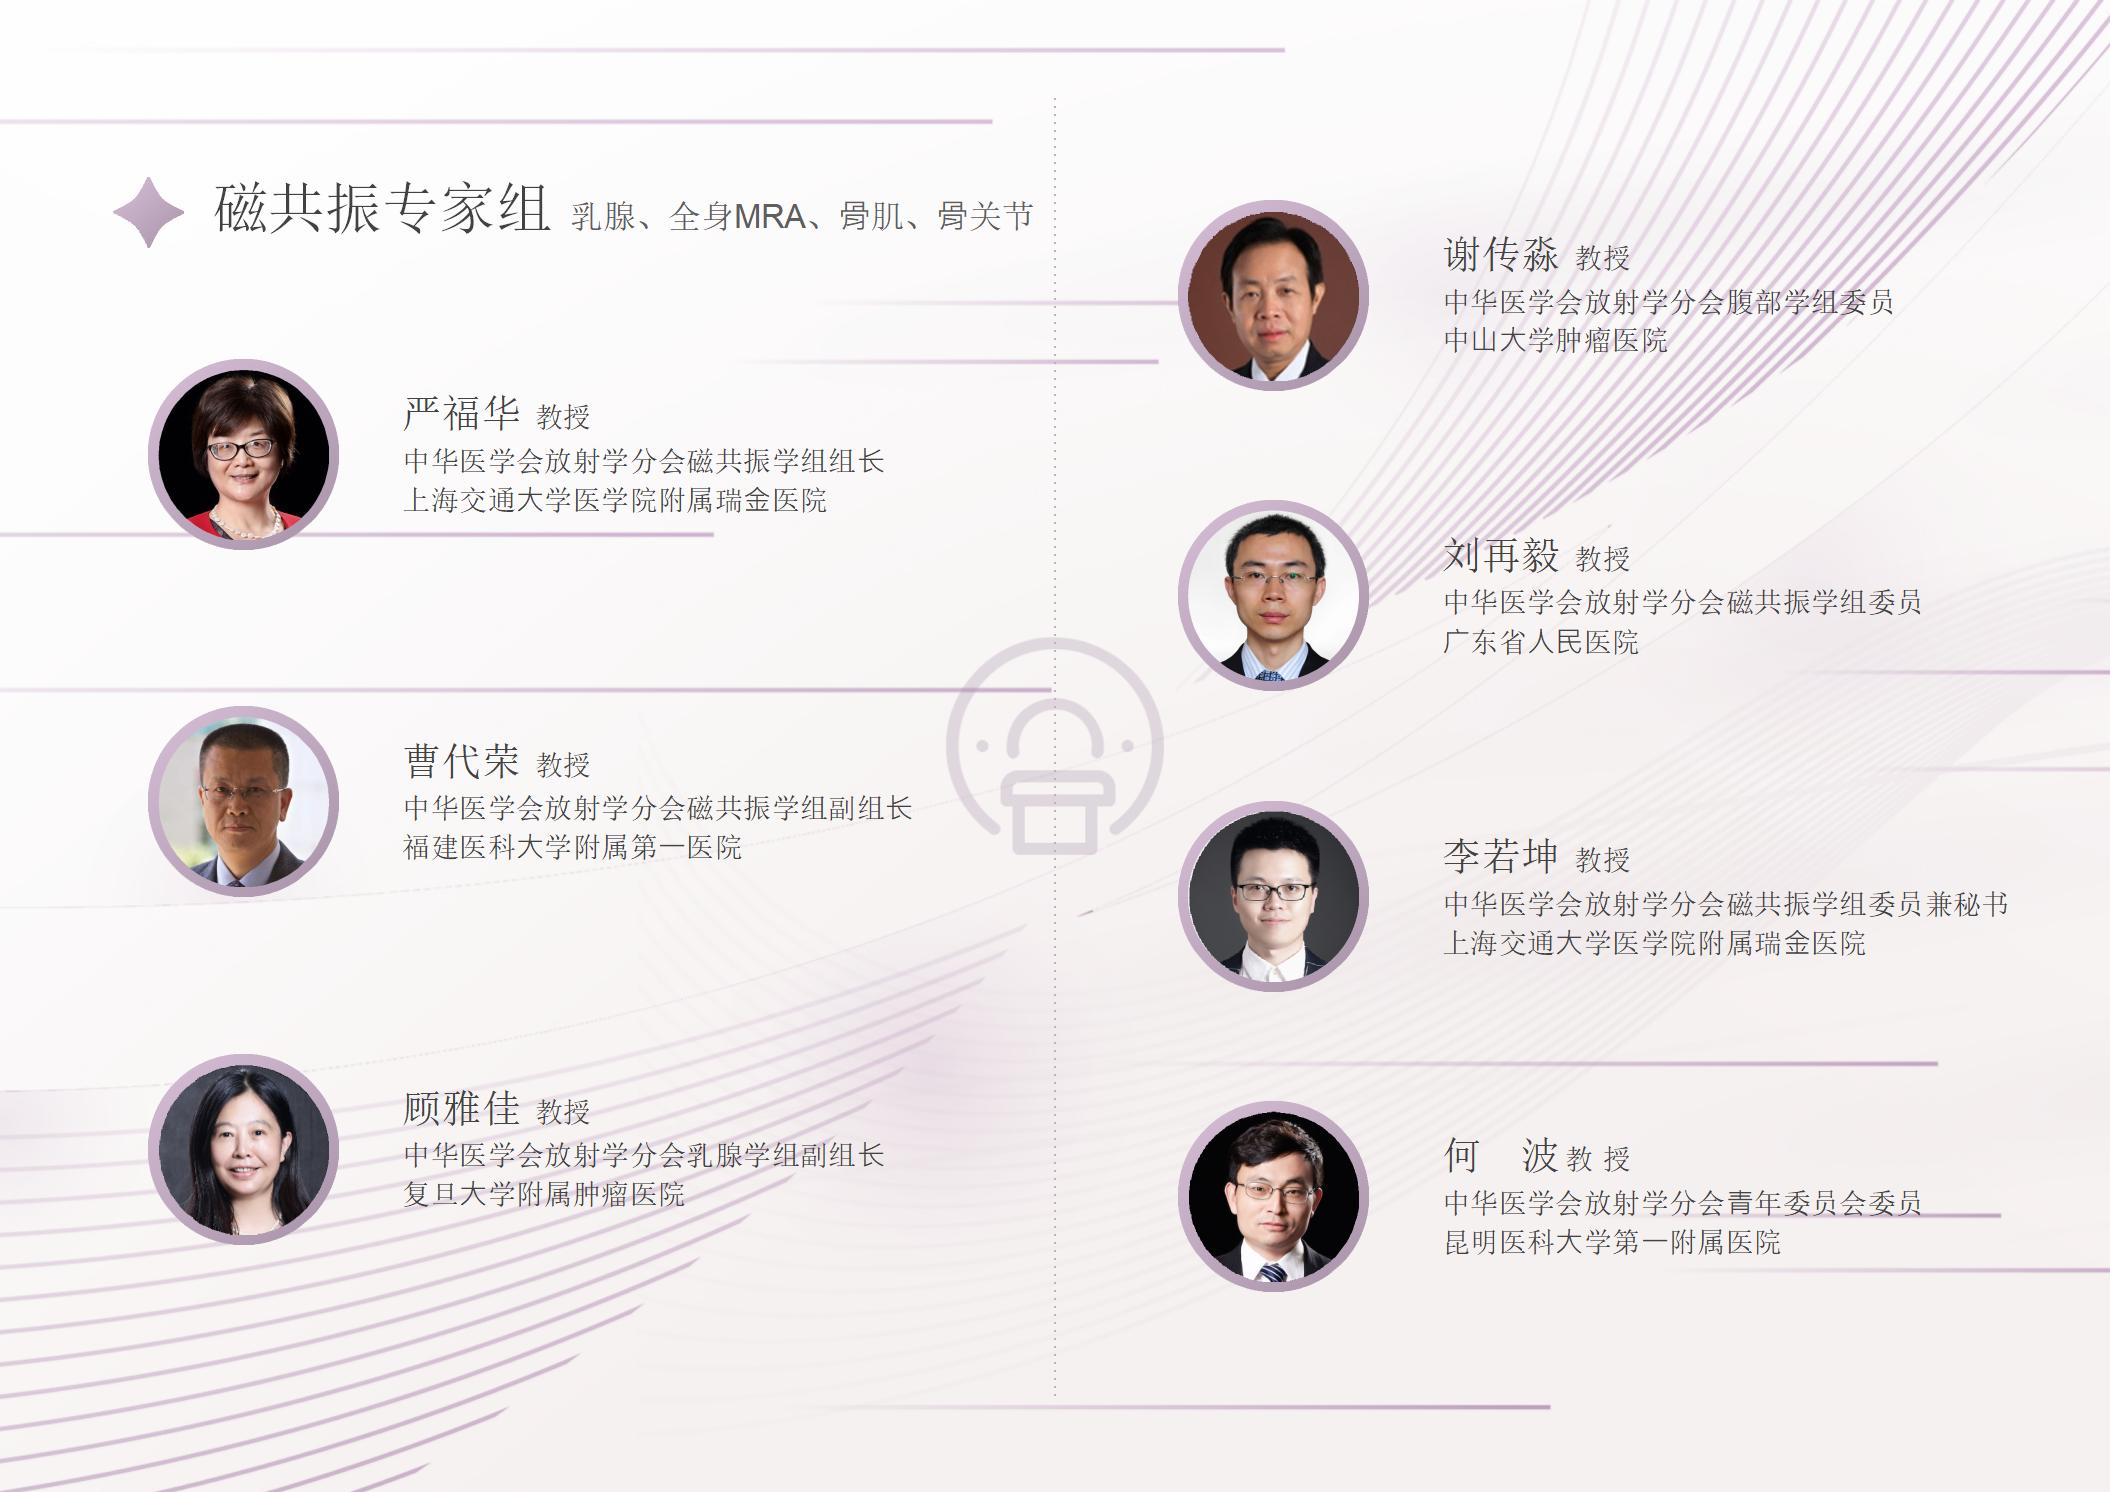 磁共振专家组 乳腺、全身MRA、骨肌、骨关节
严福华 教授
中华医学会放射学分会磁共振学组组长
上海交通大学医学院附属瑞金医院
曹代荣 教授
中华医学会放射学分会磁共振学组副组长
福建医科大学附属第一医院
顾雅佳 教授
中华医学会放射学分会乳腺学组副组长
复旦大学附属肿瘤医院
谢传淼 教授
中华医学会放射学分会腹部学组委员
中山大学肿瘤医院
刘再毅 教授
中华医学会放射学分会磁共振学组委员
广东省人民医院
李若坤 教授
中华医学会放射学分会磁共振学组委员兼秘书
上海交通大学医学院附属瑞金医院
何 波 教 授
中华医学会放射学分会青年委员会委员
昆明医科大学第一附属医院